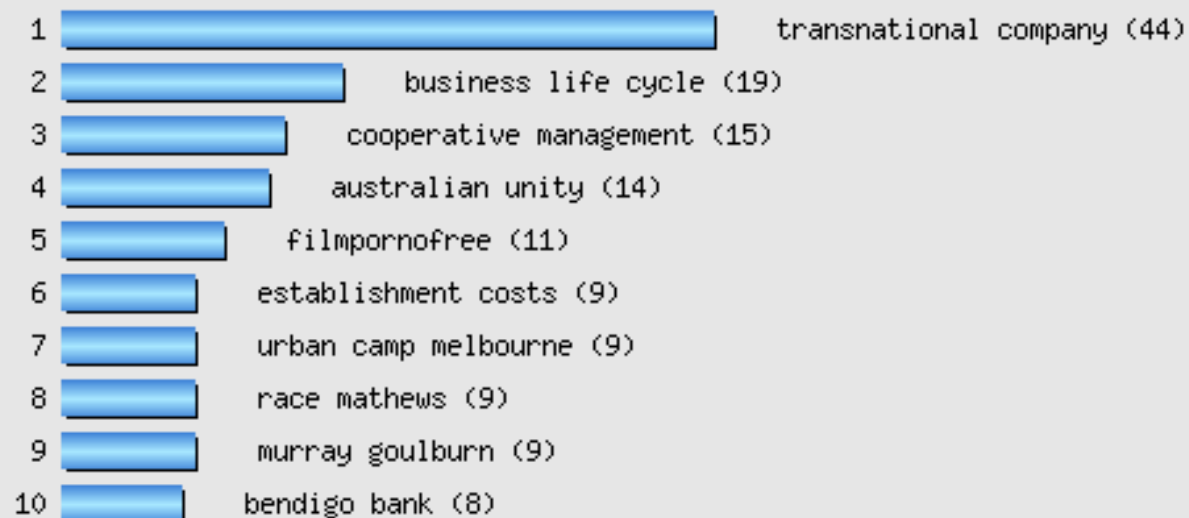 1 transnational company (44)
2 business life cycle (19)
3 cooperative management (15)
4 australian unity (14)
5 filmpornofree (11)
6 establishment costs (9)
7 urban camp melbourne (9)
8 race mathews (9)
9 murray goulburn (9)
10 bendigo bank (8)